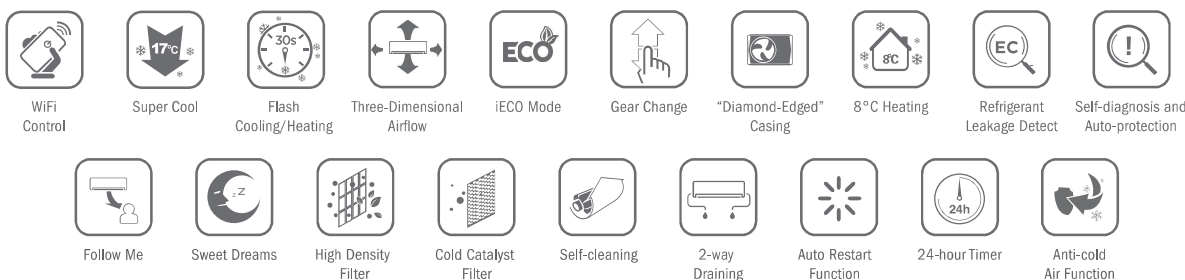 30s
17°C
ECO
8°C
EC
!
WiFi
Control
Super Cool
Flash
Cooling/Heating
Three-Dimensional
Airflow
iECO Mode
Gear Change
“Diamond-Edged”
Casing
8°C Heating
Refrigerant
Leakage Detect
Self-diagnosis and
Auto-protection
zZ
24h
Follow Me
Sweet Dreams
High Density
Filter
Cold Catalyst
Filter
Self-cleaning
2-way
Draining
Auto Restart
Function
24-hour Timer
Anti-cold
Air Function